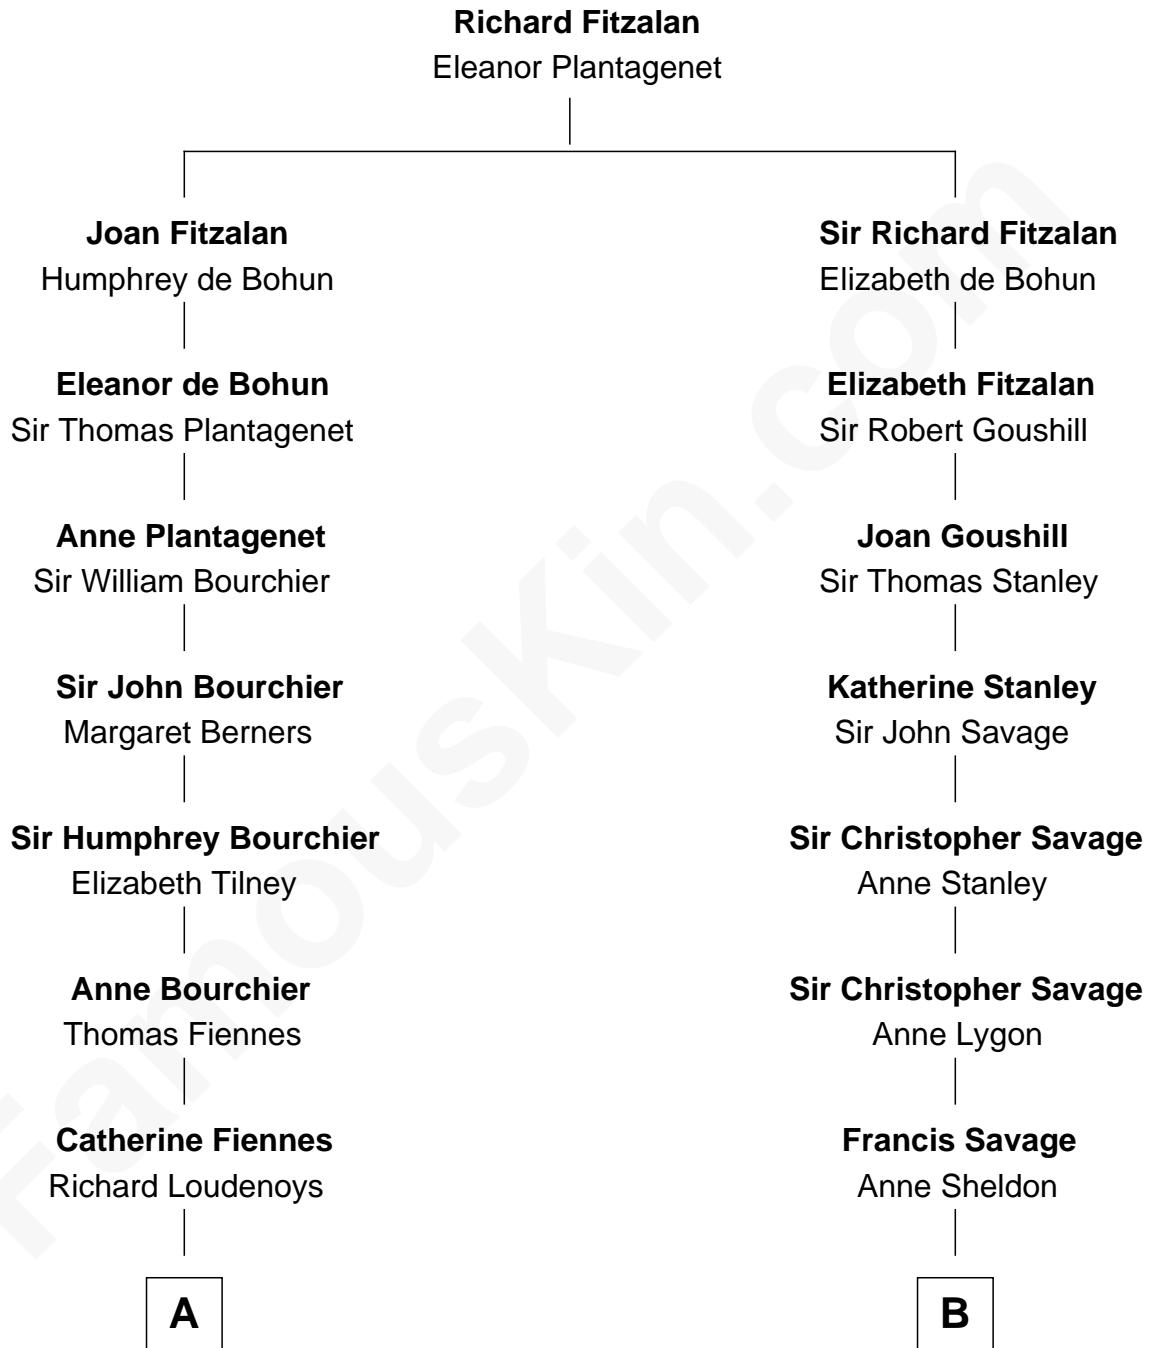 Richard Fitzalan
Eleanor Plantagenet
Joan Fitzalan
Humphrey de Bohun
Sir Richard Fitzalan
Elizabeth de Bohun
Eleanor de Bohun
Sir Thomas Plantagenet
Elizabeth Fitzalan
Sir Robert Goushill
Anne Plantagenet
Sir William Bourchier
Joan Goushill
Sir Thomas Stanley
Sir John Bourchier
Margaret Berners
Katherine Stanley
Sir John Savage
Sir Humphrey Bourchier
Elizabeth Tilney
Sir Christopher Savage
Anne Stanley
Anne Bourchier
Thomas Fiennes
Sir Christopher Savage
Anne Lygon
Catherine Fiennes
Richard Loudenoys
Francis Savage
Anne Sheldon
A
B
FamousKin.com